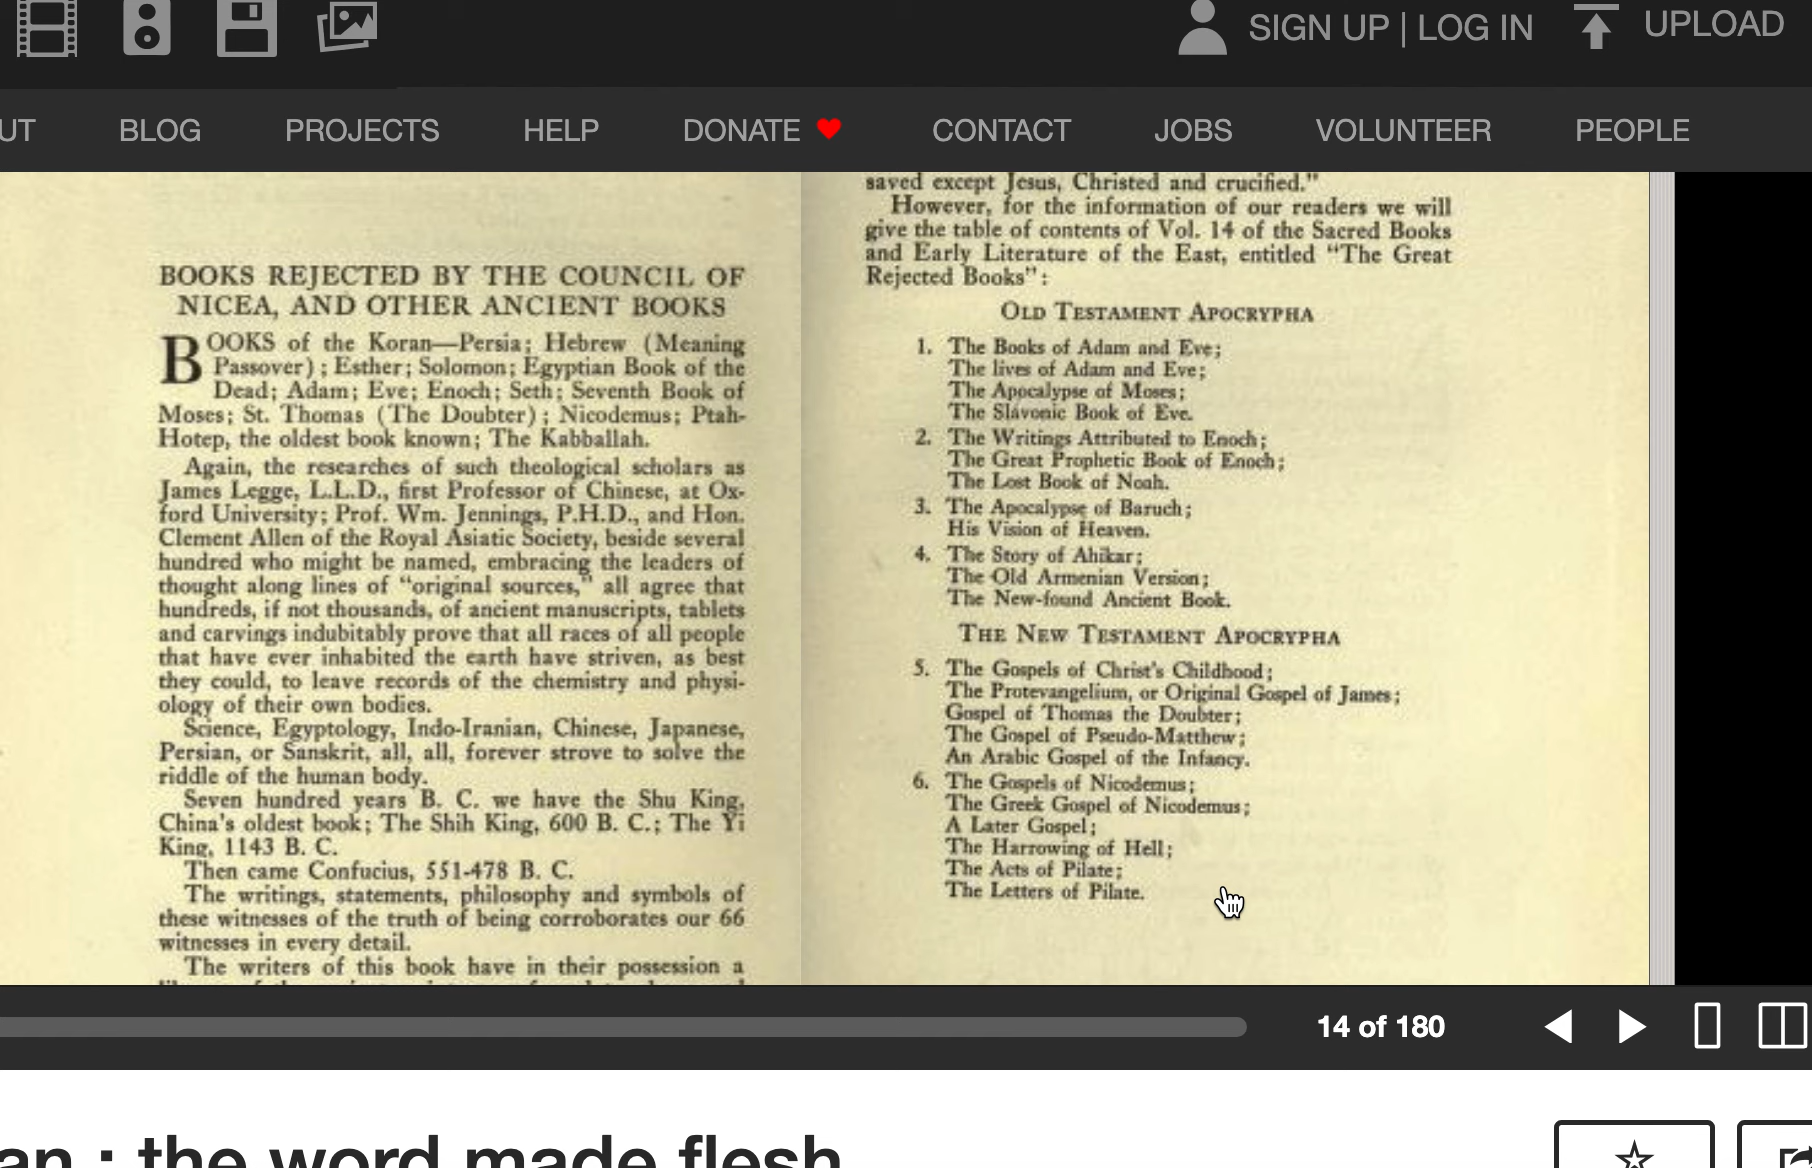 SIGN UP | LOG IN
UPLOAD
UT
BLOG
PROJECTS
HELP
DONATE
CONTACT
JOBS
VOLUNTEER
PEOPLE
BOOKS REJECTED BY THE COUNCIL OF
NICEA, AND OTHER ANCIENT BOOKS
BOOKS of the Koran—Persia; Hebrew (Meaning
Passover) ; Esther; Solomon; Egyptian Book of the
Dead; Adam; Eve; Enoch; Seth; Seventh Book of
Moses; St. Thomas (The Doubter) ; Nicodemus; Ptah-
Hotep, the oldest book known; The Kabballah.
Again, the researches of such theological scholars as
James Legge, L.L.D., first Professor of Chinese, at Ox-
ford University; Prof. Wm. Jennings, P.H.D., and Hon.
Clement Allen of the Royal Asiatic Society, beside several
hundred who might be named, embracing the leaders of
thought along lines of "original sources," all agree that
hundreds, if not thousands, of ancient manuscripts, tablets
and carvings indubitably prove that all races of all people
that have ever inhabited the earth have striven, as best
they could, to leave records of the chemistry and physi-
ology of their own bodies.
Science, Egyptology, Indo-Iranian, Chinese, Japanese,
Persian, or Sanskrit, all, all, forever strove to solve the
riddle of the human body.
Seven hundred years B. C. we have the Shu King,
China's oldest book; The Shih King, 600 B. C.; The Yi
King, 1143 B. C.
Then came Confucius, 551-478 B. C.
The writings, statements, philosophy and symbols of
these witnesses of the truth of being corroborates our 66
witnesses in every detail.
The writers of this book have in their possession a
saved except Jesus, Christed and crucified."
However, for the information of our readers we will
give the table of contents of Vol. 14 of the Sacred Books
and Early Literature of the East, entitled "The Great
Rejected Books" :
OLD TESTAMENT APOCRYPHA
1. The Books of Adam and Eve;
The lives of Adam and Eve;
The Apocalypse of Moses;
The Slavonic Book of Eve.
2. The Writings Attributed to Enoch;
The Great Prophetic Book of Enoch;
The Lost Book of Noah.
3. The Apocalypse of Baruch;
His Vision of Heaven.
4. The Story of Ahikar;
The Old Armenian Version;
The New-found Ancient Book.
THE NEW TESTAMENT APOCRYPHA
5. The Gospels of Christ's Childhood;
The Protevangelium, or Original Gospel of James;
Gospel of Thomas the Doubter;
The Gospel of Pseudo-Matthew;
An Arabic Gospel of the Infancy.
6. The Gospels of Nicodemus;
The Greek Gospel of Nicodemus;
A Later Gospel;
The Harrowing of Hell;
The Acts of Pilate;
The Letters of Pilate.
14 of 180
an : the word made flesh